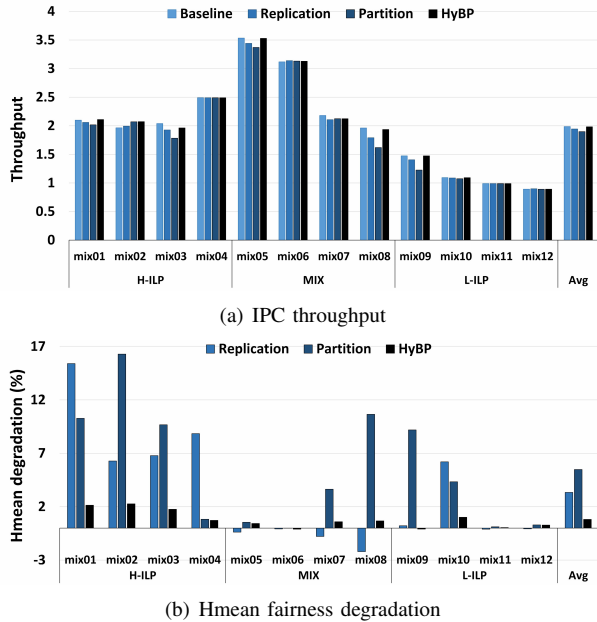 4
3.5
3
2.5
2
1.5
1
0.5
0
Throughput
Baseline Replication Partition HyBP
mix01 mix02 mix03 mix04 mix05 mix06 mix07 mix08 mix09 mix10 mix11 mix12
H-ILP MIX L-ILP Avg
(a) IPC throughput
17
12
7
2
-3
Hmean degradation (%)
Replication Partition HyBP
mix01 mix02 mix03 mix04 mix05 mix06 mix07 mix08 mix09 mix10 mix11 mix12
H-ILP MIX L-ILP Avg
(b) Hmean fairness degradation